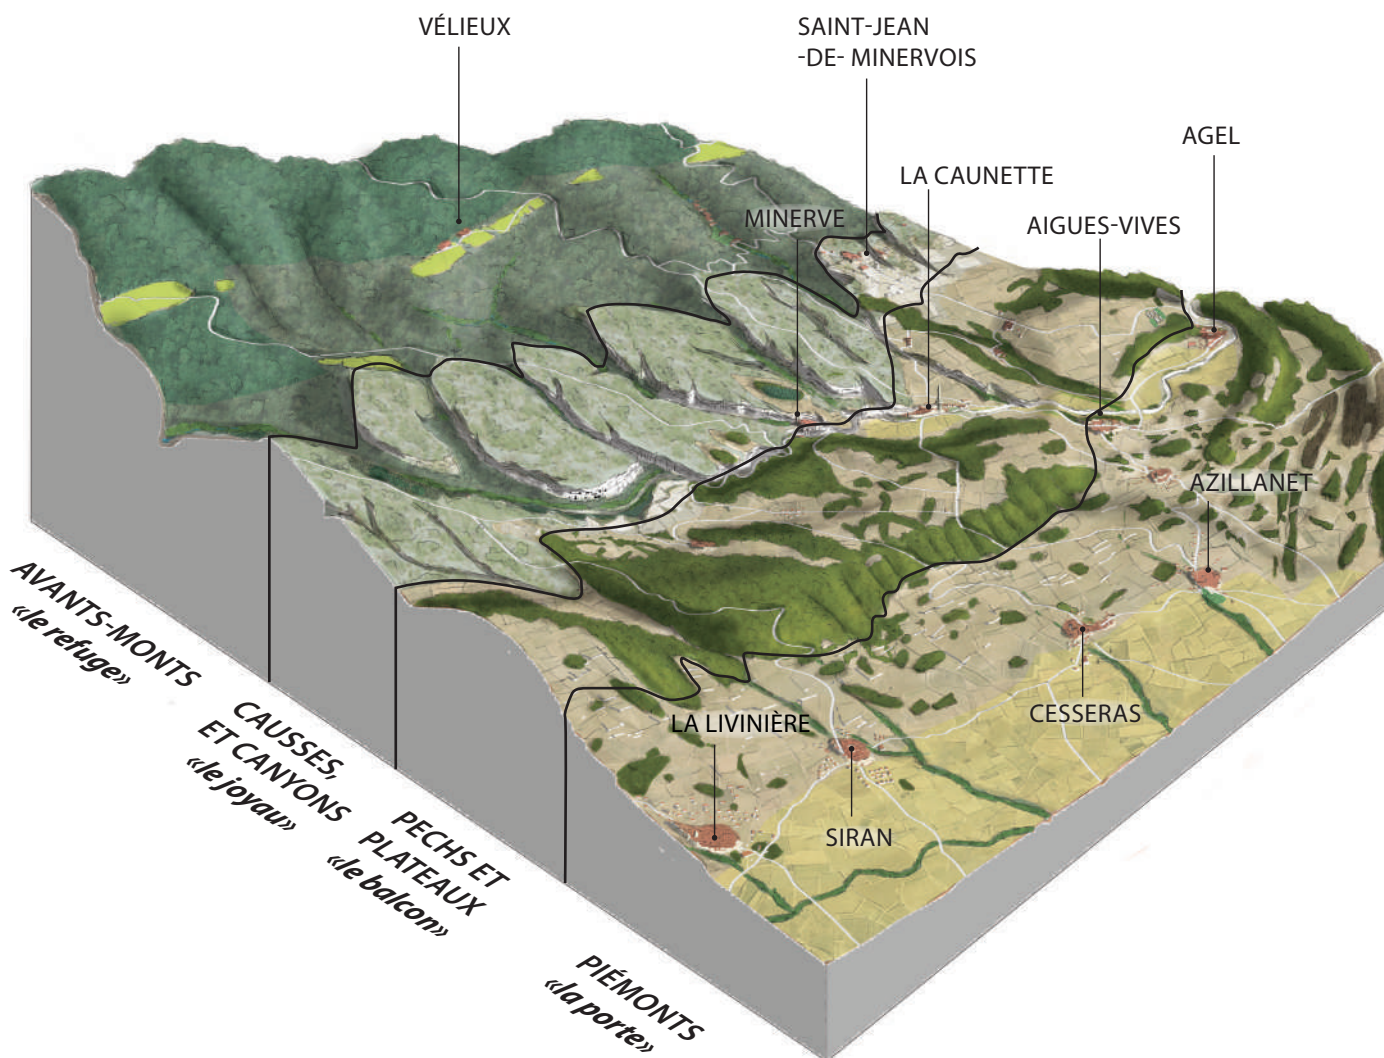 VÉLIEUX
SAINT-JEAN
-DE- MINERVOIS
AGEL
LA CAUNETTE
MINERVE
AIGUES-VIVES
AZILLANET
CESSERAS
LA LIVINIÈRE
SIRAN
AVANTS-MONTS
«le refuge»
CAUSSES,
ET CANYONS
«le joyau»
PECHS ET
PLATEAUX
«le balcon»
PIÉMONTS
«la porte»